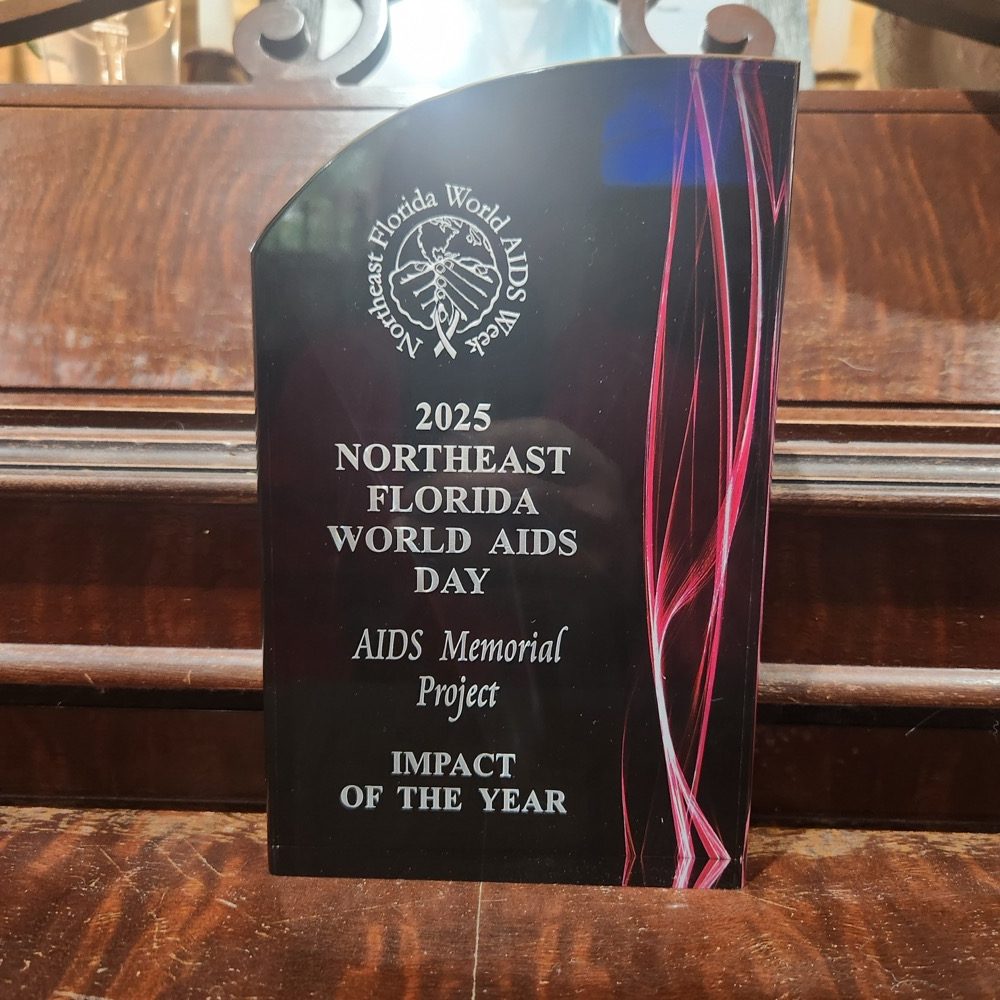 Northeast Florida World AIDS Week
2025
NORTHEAST
FLORIDA
WORLD AIDS
DAY
AIDS Memorial
Project
IMPACT
OF THE YEAR